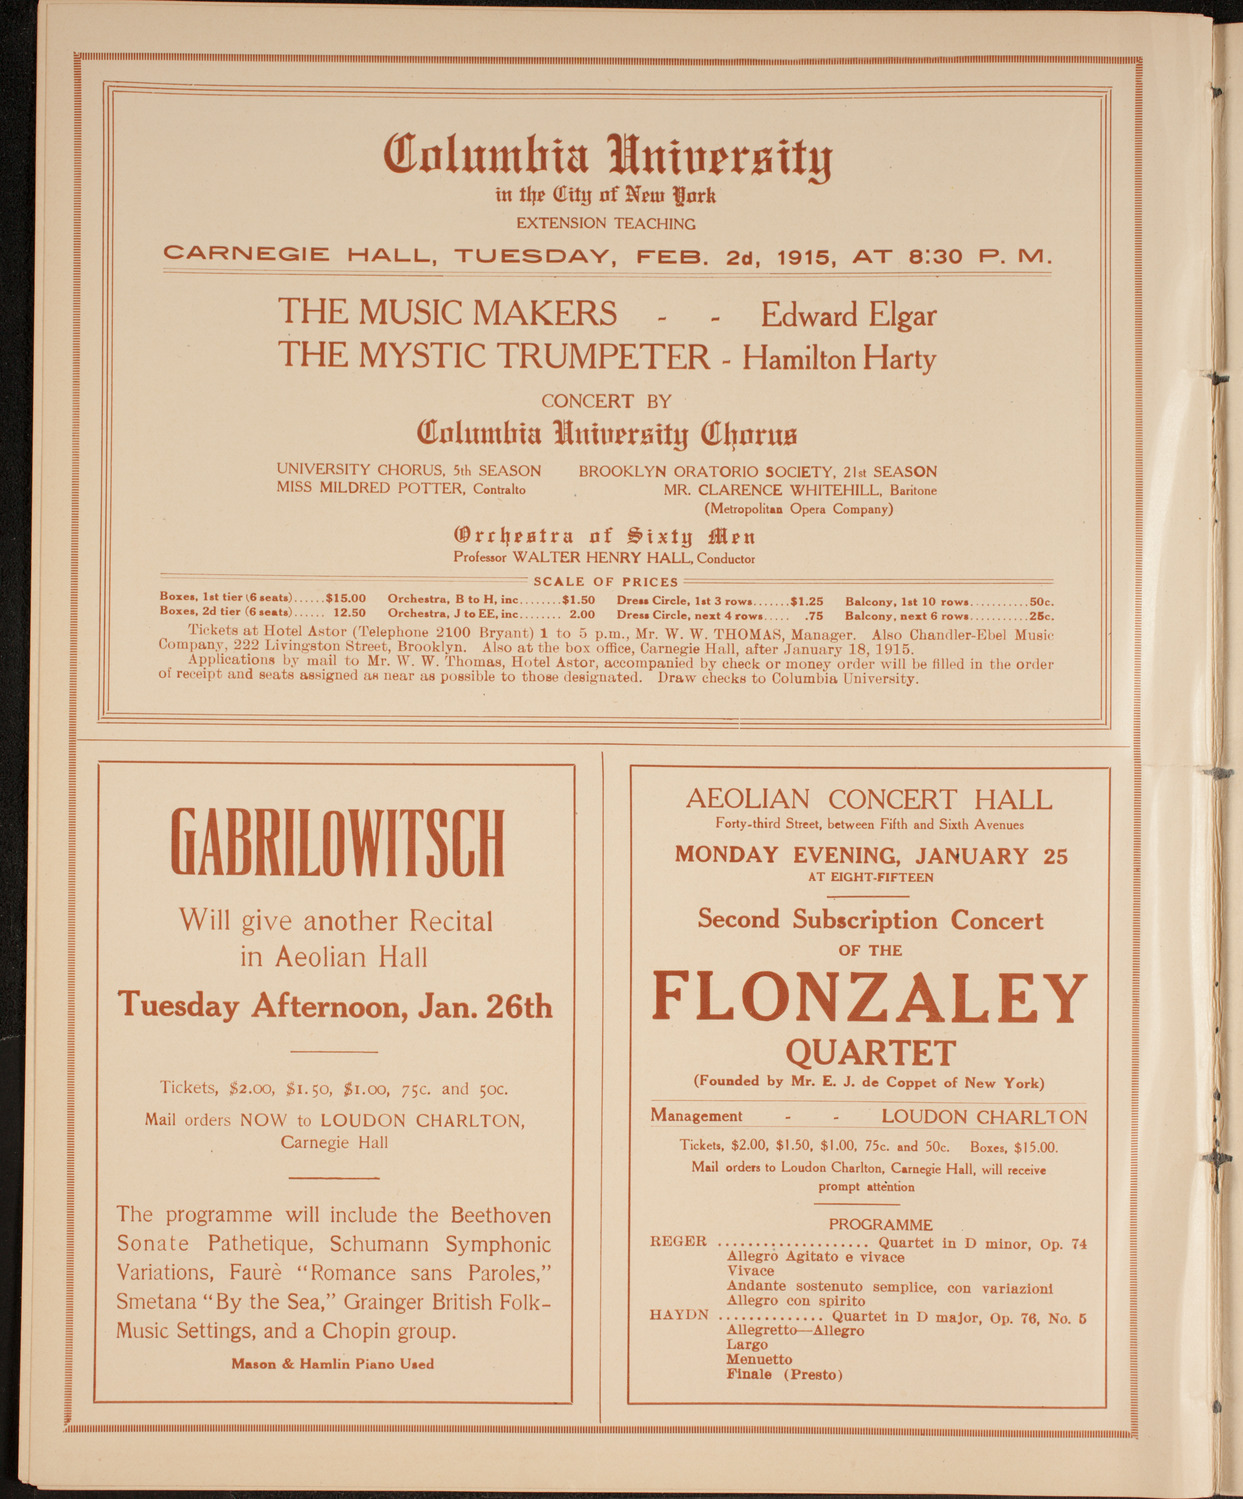 Columbia University
in the City of New York
EXTENSION TEACHING
CARNEGIE HALL, TUESDAY, FEB. 2d, 1915, AT 8:30 P. M.
THE MUSIC MAKERS - - Edward Elgar
THE MYSTIC TRUMPETER - Hamilton Harty
CONCERT BY
Columbia University Chorus
UNIVERSITY CHORUS, 5th SEASON BROOKLYN ORATORIO SOCIETY, 21st SEASON
MISS MILDRED POTTER, Contralto MR. CLARENCE WHITEHILL, Baritone
(Metropolitan Opera Company)
Orchestra of Sixty Men
Professor WALTER HENRY HALL, Conductor
SCALE OF PRICES
Boxes, 1st tier (6 seats)......$15.00 Orchestra, B to H, inc........$1.50 Dress Circle, 1st 3 rows.......$1.25 Balcony, 1st 10 rows...........50c.
Boxes, 2d tier (6 seats)...... 12.50 Orchestra, J to EE, inc........ 2.00 Dress Circle, next 4 rows..... .75 Balcony, next 6 rows...........25c.
Tickets at Hotel Astor (Telephone 2100 Bryant) 1 to 5 p.m., Mr. W. W. THOMAS, Manager. Also Chandler-Ebel Music
Company, 222 Livingston Street, Brooklyn. Also at the box office, Carnegie Hall, after January 18, 1915.
Applications by mail to Mr. W. W. Thomas, Hotel Astor, accompanied by check or money order will be filled in the order
of receipt and seats assigned as near as possible to those designated. Draw checks to Columbia University.
GABRILOWITSCH
Will give another Recital
in Aeolian Hall
Tuesday Afternoon, Jan. 26th
Tickets, $2.00, $1.50, $1.00, 75c. and 50c.
Mail orders NOW to LOUDON CHARLTON,
Carnegie Hall
The programme will include the Beethoven
Sonate Pathetique, Schumann Symphonic
Variations, Faurè "Romance sans Paroles,"
Smetana "By the Sea," Grainger British Folk-
Music Settings, and a Chopin group.
Mason & Hamlin Piano Used
AEOLIAN CONCERT HALL
Forty-third Street, between Fifth and Sixth Avenues
MONDAY EVENING, JANUARY 25
AT EIGHT-FIFTEEN
Second Subscription Concert
OF THE
FLONZALEY
QUARTET
(Founded by Mr. E. J. de Coppet of New York)
Management - - LOUDON CHARLTON
Tickets, $2.00, $1.50, $1.00, 75c. and 50c. Boxes, $15.00.
Mail orders to Loudon Charlton, Carnegie Hall, will receive
prompt attention
PROGRAMME
REGER ................... Quartet in D minor, Op. 74
Allegro Agitato e vivace
Vivace
Andante sostenuto semplice, con variazioni
Allegro con spirito
HAYDN .............. Quartet in D major, Op. 76, No. 5
Allegretto—Allegro
Largo
Menuetto
Finale (Presto)